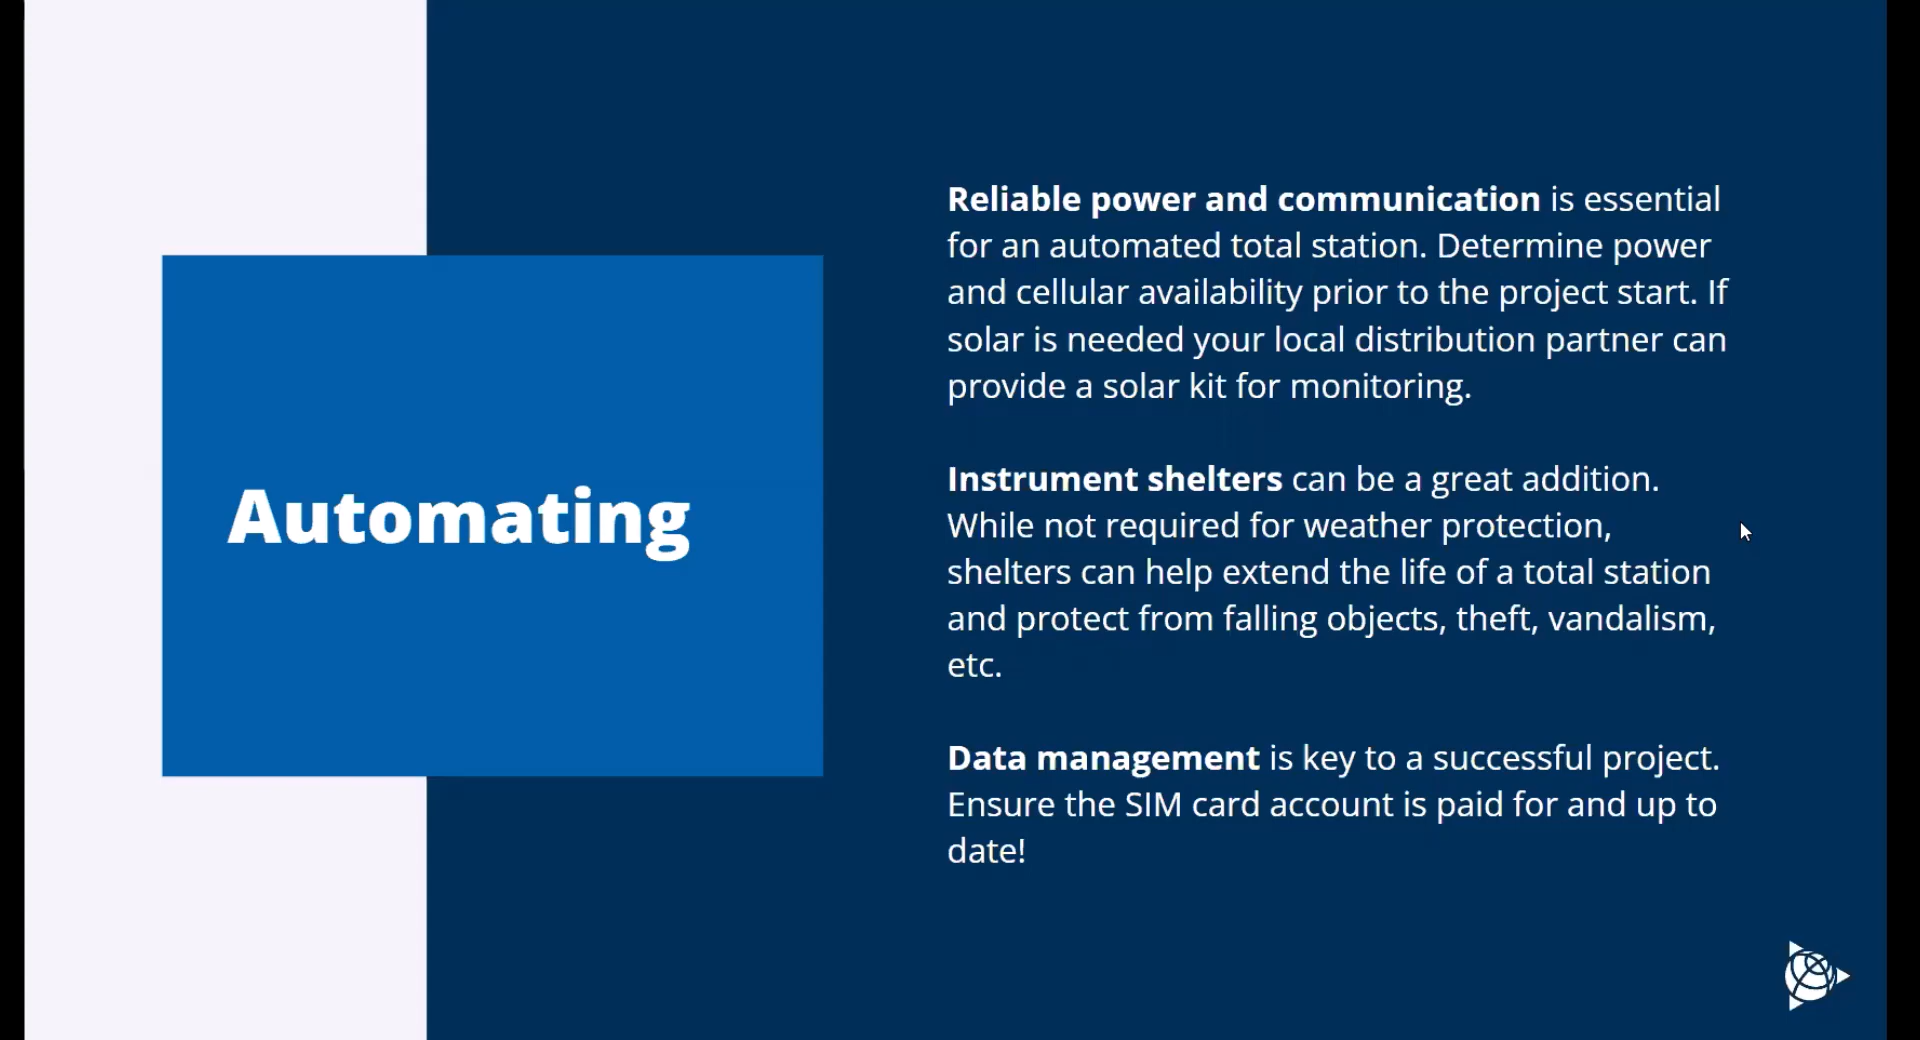 Automating
Reliable power and communication is essential
for an automated total station. Determine power
and cellular availability prior to the project start. If
solar is needed your local distribution partner can
provide a solar kit for monitoring.
Instrument shelters can be a great addition.
While not required for weather protection,
shelters can help extend the life of a total station
and protect from falling objects, theft, vandalism,
etc.
Data management is key to a successful project.
Ensure the SIM card account is paid for and up to
date!